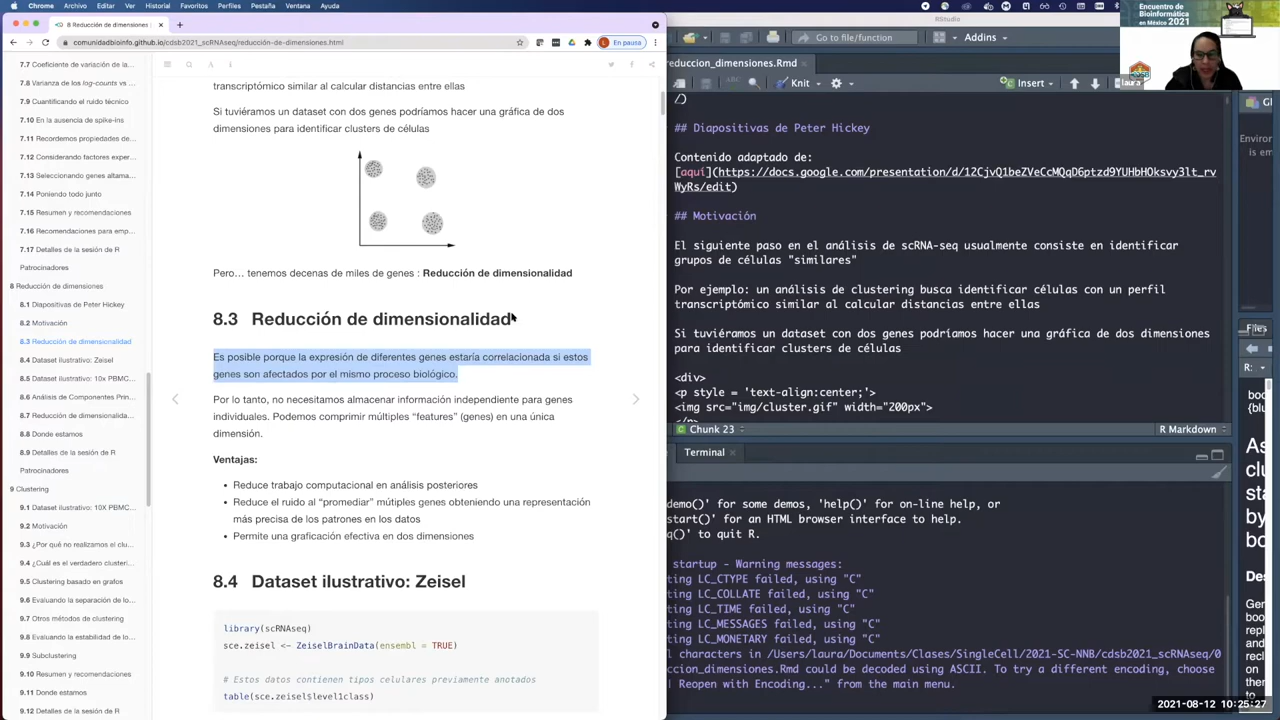 Chrome Archivo Editar Ver Historial Favoritos Perfiles Pestaña Ventana Ayuda
8 Reducción de dimensiones
comunidadbioinfo.github.io/cdsb2021_scRNAseq/reducción-de-dimensiones.html
En pausa
7.7 Coeficiente de variación de la...
7.8 Varianza de los log-counts vs ...
7.9 Cuantificando el ruido técnico
7.10 En la ausencia de spike-ins
7.11 Recordemos propiedades de...
7.12 Considerando factores exper...
7.13 Seleccionando genes altama...
7.14 Poniendo todo junto
7.15 Resumen y recomendaciones
7.16 Recomendaciones para emp...
7.17 Detalles de la sesión de R
Patrocinadores
8 Reducción de dimensiones
8.1 Diapositivas de Peter Hickey
8.2 Motivación
8.3 Reducción de dimensionalidad
8.4 Dataset ilustrativo: Zeisel
8.5 Dataset ilustrativo: 10x PBMC...
8.6 Análisis de Componentes Prin...
8.7 Reducción de dimensionalida...
8.8 Donde estamos
8.9 Detalles de la sesión de R
Patrocinadores
9 Clustering
9.1 Dataset ilustrativo: 10X PBMC...
9.2 Motivación
9.3 ¿Por qué no realizamos el clu...
9.4 ¿Cuál es el verdadero clusteri...
9.5 Clustering basado en grafos
9.6 Evaluando la separación de lo...
9.7 Otros métodos de clustering
9.8 Evaluando la estabilidad de lo...
9.9 Subclustering
9.10 Resumen y recomendaciones
9.11 Donde estamos
9.12 Detalles de la sesión de R
transcriptómico similar al calcular distancias entre ellas
Si tuviéramos un dataset con dos genes podríamos hacer una gráfica de dos
dimensiones para identificar clusters de células
Pero… tenemos decenas de miles de genes : Reducción de dimensionalidad
8.3 Reducción de dimensionalidad
Es posible porque la expresión de diferentes genes estaría correlacionada si estos
genes son afectados por el mismo proceso biológico.
Por lo tanto, no necesitamos almacenar información independiente para genes
individuales. Podemos comprimir múltiples “features” (genes) en una única
dimensión.
Ventajas:
• Reduce trabajo computacional en análisis posteriores
• Reduce el ruido al “promediar” mútiples genes obteniendo una representación
más precisa de los patrones en los datos
• Permite una graficación efectiva en dos dimensiones
8.4 Dataset ilustrativo: Zeisel
library(scRNAseq)
sce.zeisel <- ZeiselBrainData(ensembl = TRUE)
# Estos datos contienen tipos celulares previamente anotados
table(sce.zeisel$level1class)
RStudio
Go to file/function
Addins
reduccion_dimensiones.Rmd
Knit
Insert
/)
## Diapositivas de Peter Hickey
Contenido adaptado de:
[aquí](https://docs.google.com/presentation/d/12CjvQ1beZVeCcMQqD6ptzd9YUHbHOksvy3lt_rv
WyRs/edit)
## Motivación
El siguiente paso en el análisis de scRNA-seq usualmente consiste en identificar
grupos de células "similares"
Por ejemplo: un análisis de clustering busca identificar células con un perfil
transcriptómico similar al calcular distancias entre ellas
Si tuviéramos un dataset con dos genes podríamos hacer una gráfica de dos
dimensiones para identificar clusters de células
<div>
<div style="text-align:center";>
<img src="img/cluster.gif" width="200px">
Chunk 23
R Markdown
Terminal
demo()' for some demos, 'help()' for on-line help, or
start()' for an HTML browser interface to help.
)' to quit R.
startup - Warning messages:
LC_CTYPE failed, using "C"
LC_COLLATE failed, using "C"
LC_TIME failed, using "C"
LC_MESSAGES failed, using "C"
LC_MONETARY failed, using "C"
characters in /Users/laura/Documents/Clases/SingleCell/2021-SC-NNB/cdsb2021_scRNAseq/0
ccion_dimensiones.Rmd could not be decoded using ASCII. To try a different encoding, choose
Reopen with Encoding..." from the main menu.
Encuentro de
Bioinformática
en México 2021
laura
Environ
Files
2021-08-12 10:25:27